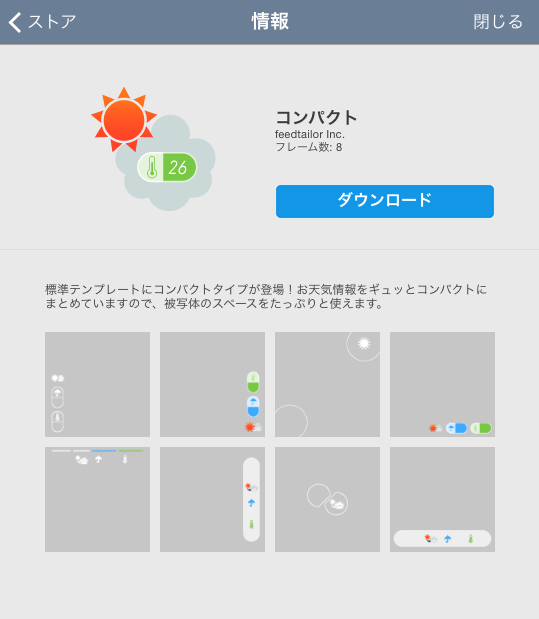 ストア
情報
閉じる
26
コンパクト
feedtailor Inc.
フレーム数: 8
ダウンロード
標準テンプレートにコンパクトタイプが登場！お天気情報をギュッとコンパクトに
まとめていますので、被写体のスペースをたっぷりと使えます。